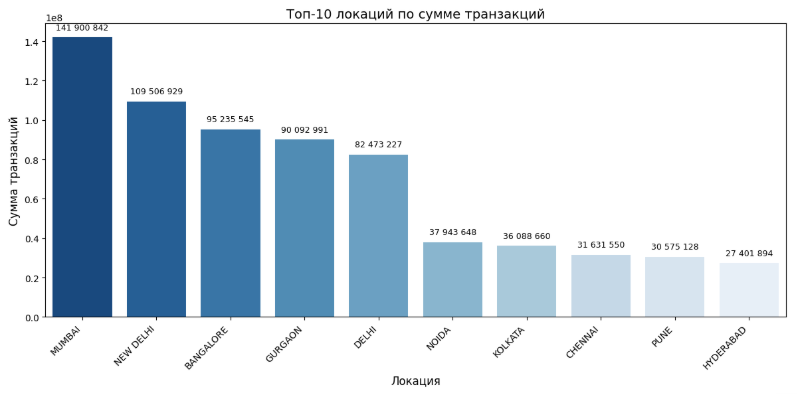 Топ-10 локаций по сумме транзакций
1e8
141 900 842
109 506 929
95 235 545
90 092 991
82 473 227
37 943 648
36 088 660
31 631 550
30 575 128
27 401 894
1.4
1.2
1.0
0.8
0.6
0.4
0.2
0.0
Сумма транзакций
MUMBAI
NEW DELHI
BANGALORE
GURGAON
DELHI
NOIDA
KOLKATA
CHENNAI
PUNE
HYDERABAD
Локация